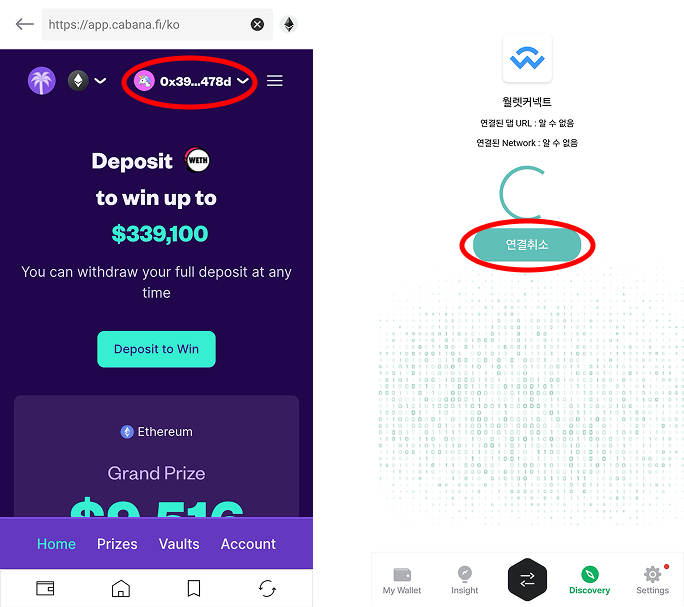 https://app.cabana.fi/ko
0x39...478d
Deposit WETH
to win up to
$339,100
You can withdraw your full deposit at any
time
Deposit to Win
Ethereum
Grand Prize
Home Prizes Vaults Account
월렛커넥트
연결된 댑 URL : 알 수 없음
연결된 Network : 알 수 없음
연결취소
My Wallet Insight Discovery Settings